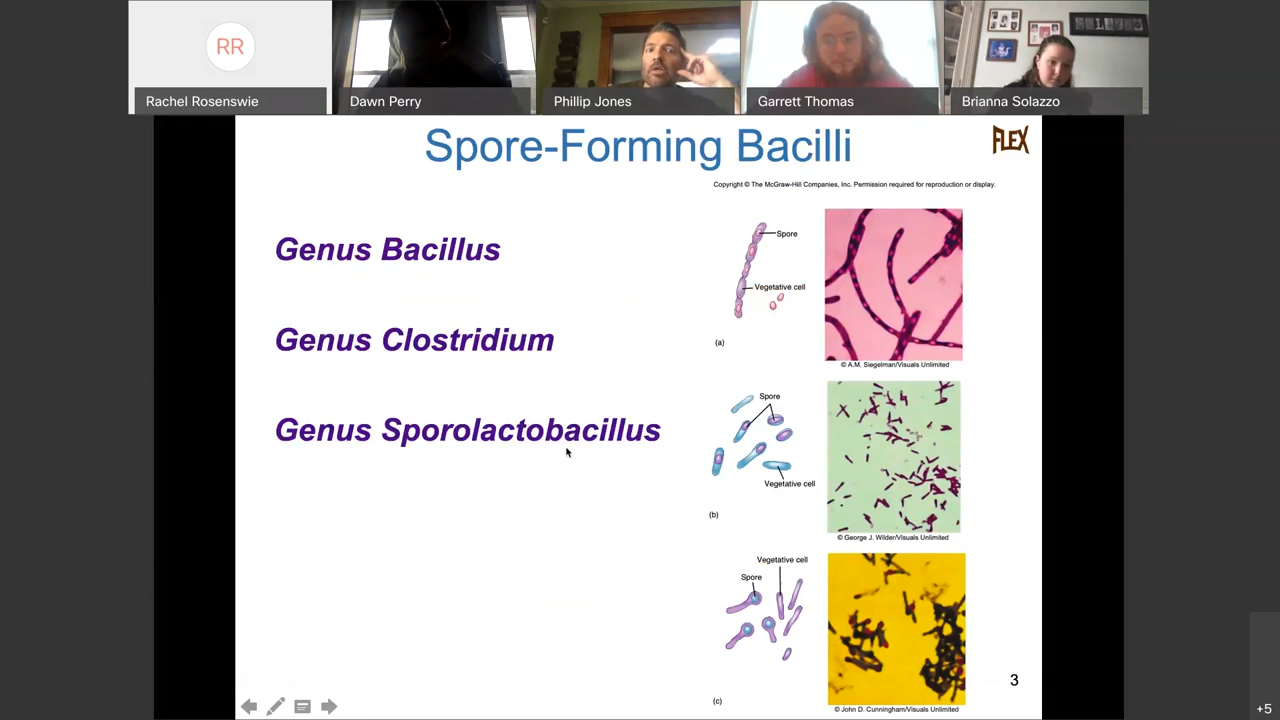 RR
Rachel Rosenswie
Dawn Perry
Phillip Jones
Garrett Thomas
Brianna Solazzo
Spore-Forming Bacilli
FLEX
Copyright © The McGraw-Hill Companies, Inc. Permission required for reproduction or display.
Genus Bacillus
Spore
Vegetative cell
(a)
© A.M. Siegelman/Visuals Unlimited
Genus Clostridium
Genus Sporolactobacillus
Spore
Vegetative cell
(b)
© George J. Wilder/Visuals Unlimited
Vegetative cell
Spore
(c)
© John D. Cunningham/Visuals Unlimited
3
+5